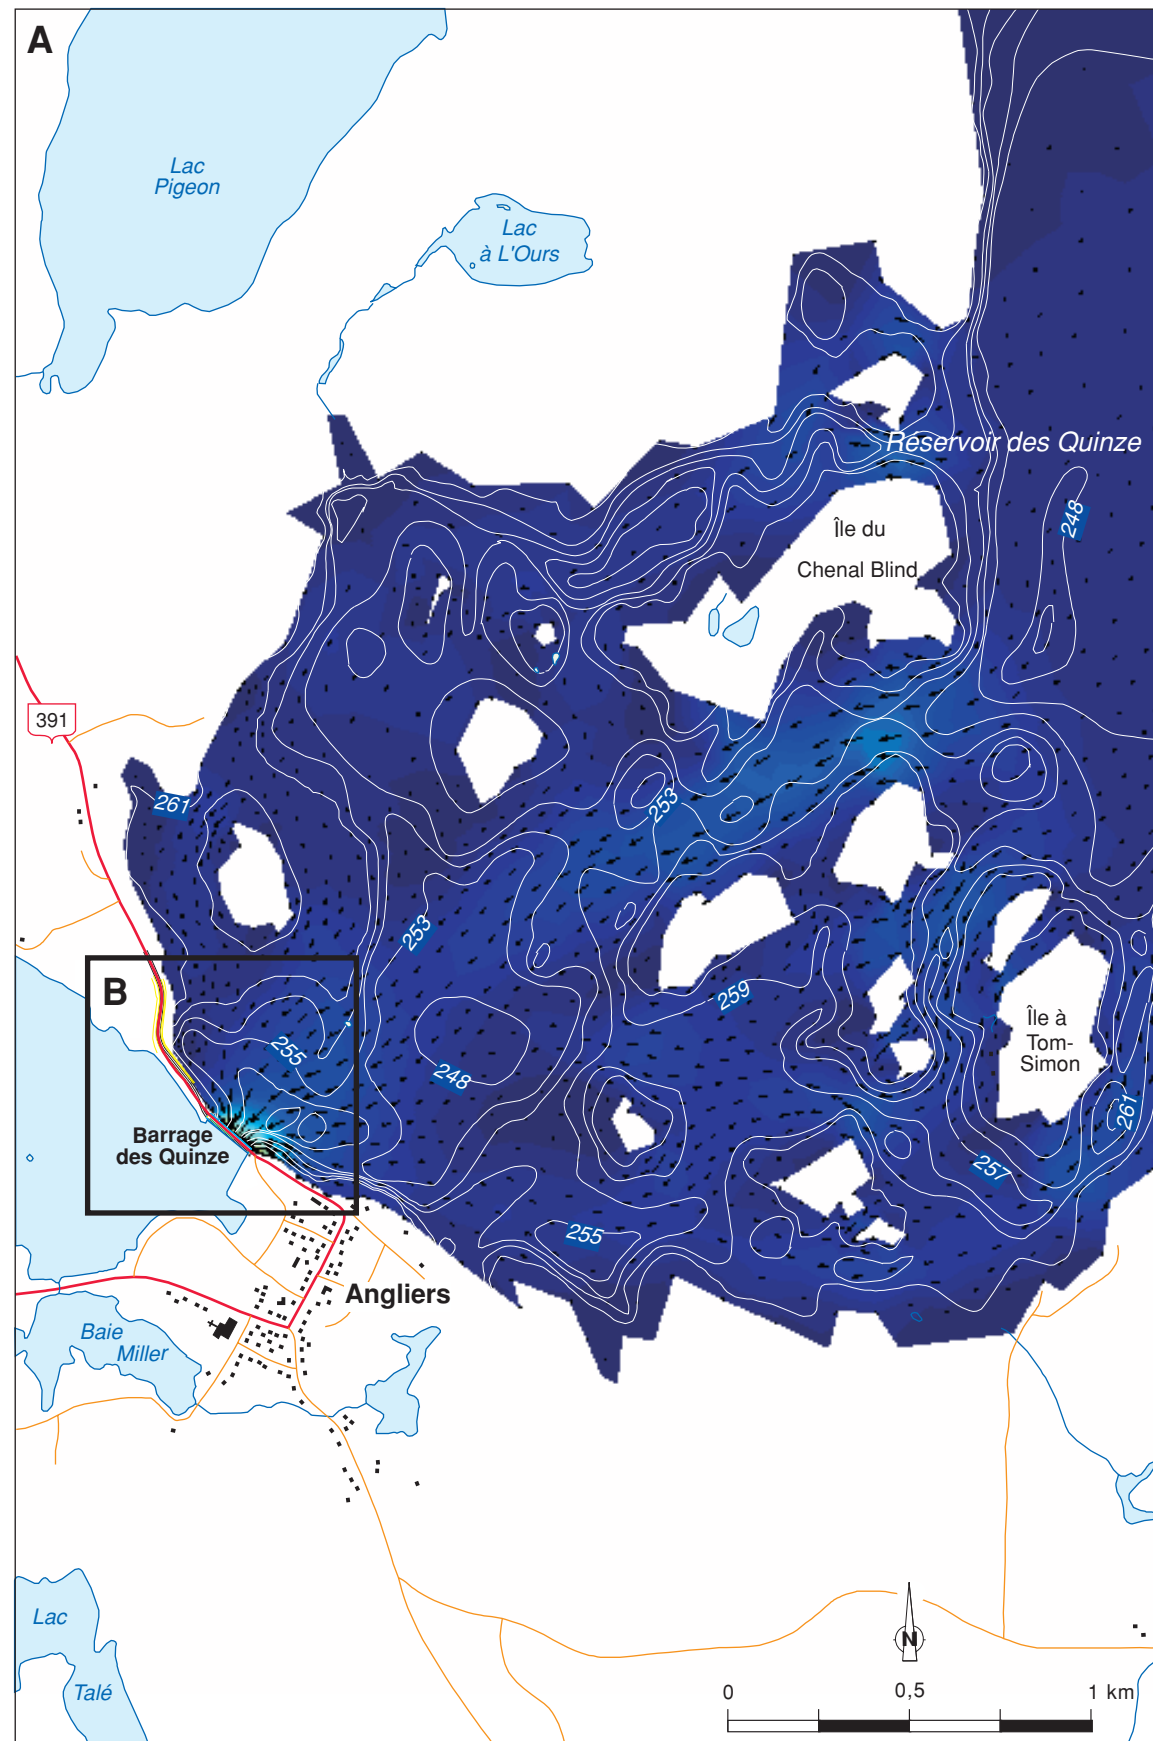 A
Lac
Pigeon
Lac
à L'Ours
Réservoir des Quinze
248
Île du
Chenal Blind
391
261
253
253
B
259
255
248
Île à
Tom-
Simon
261
Barrage
des Quinze
257
255
Angliers
Baie
Miller
Lac
Talé
N
0
0,5
1 km